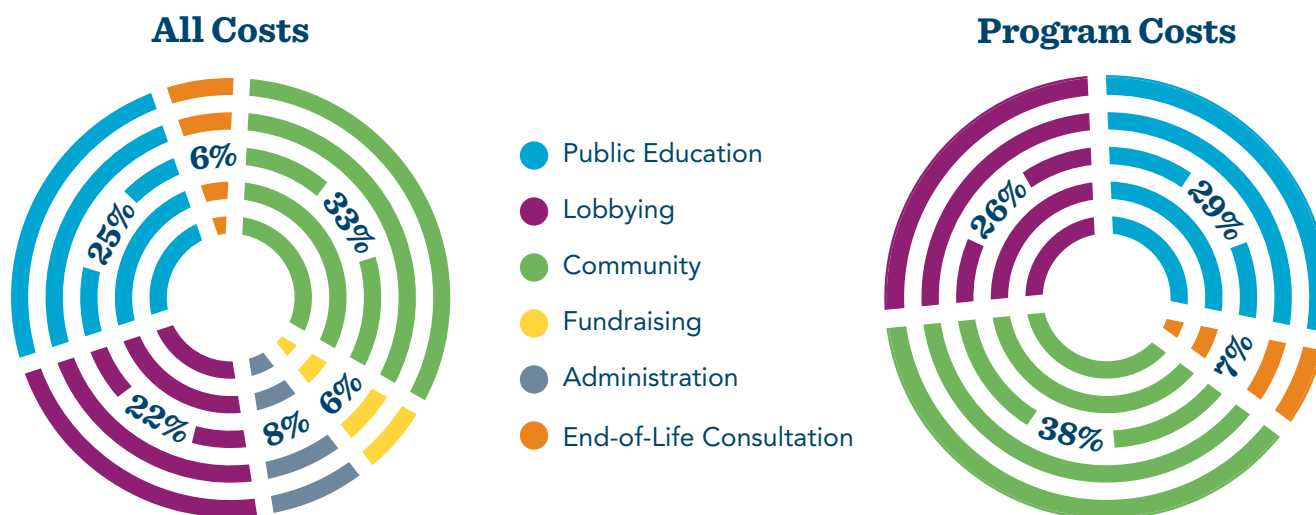 All Costs
6%
33%
25%
22%
8%
6%
Public Education
Lobbying
Community
Fundraising
Administration
End-of-Life Consultation
Program Costs
26%
29%
7%
38%